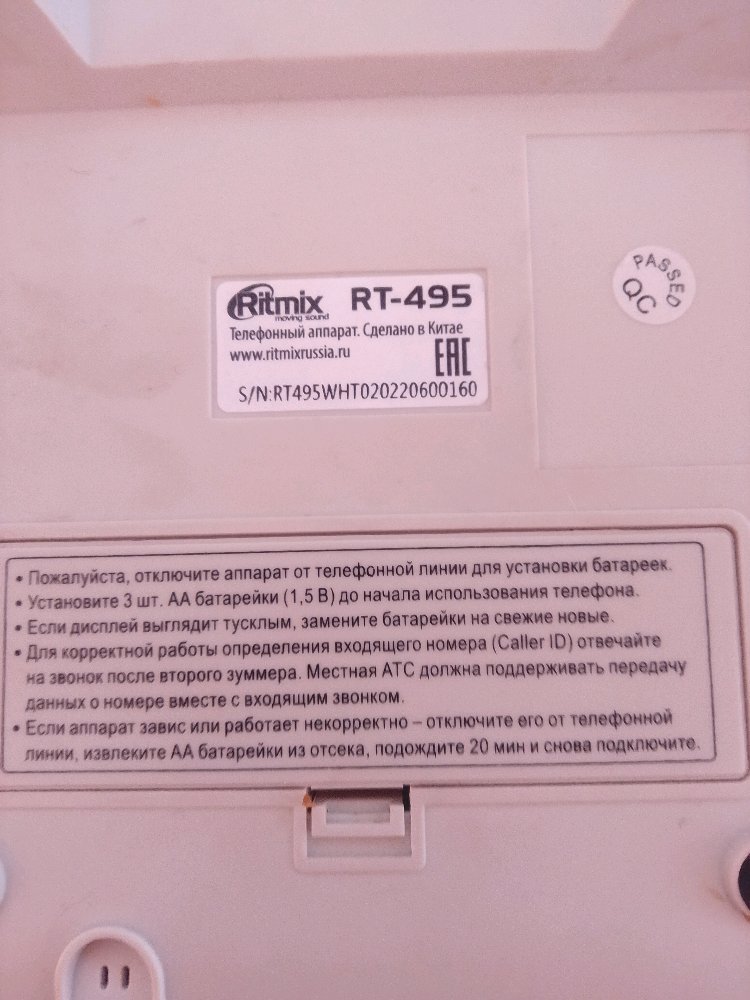 Ritmix RT-495
moving sound
Телефонный аппарат. Сделано в Китае
www.ritmixrussia.ru
EAC
S/N:RT495WHT020220600160
PASSED
QC
• Пожалуйста, отключите аппарат от телефонной линии для установки батареек.
• Установите 3 шт. АА батарейки (1,5 В) до начала использования телефона.
• Если дисплей выглядит тусклым, замените батарейки на свежие новые.
• Для корректной работы определения входящего номера (Caller ID) отвечайте
на звонок после второго зуммера. Местная АТС должна поддерживать передачу
данных о номере вместе с входящим звонком.
• Если аппарат завис или работает некорректно – отключите его от телефонной
линии, извлеките АА батарейки из отсека, подождите 20 мин и снова подключите.